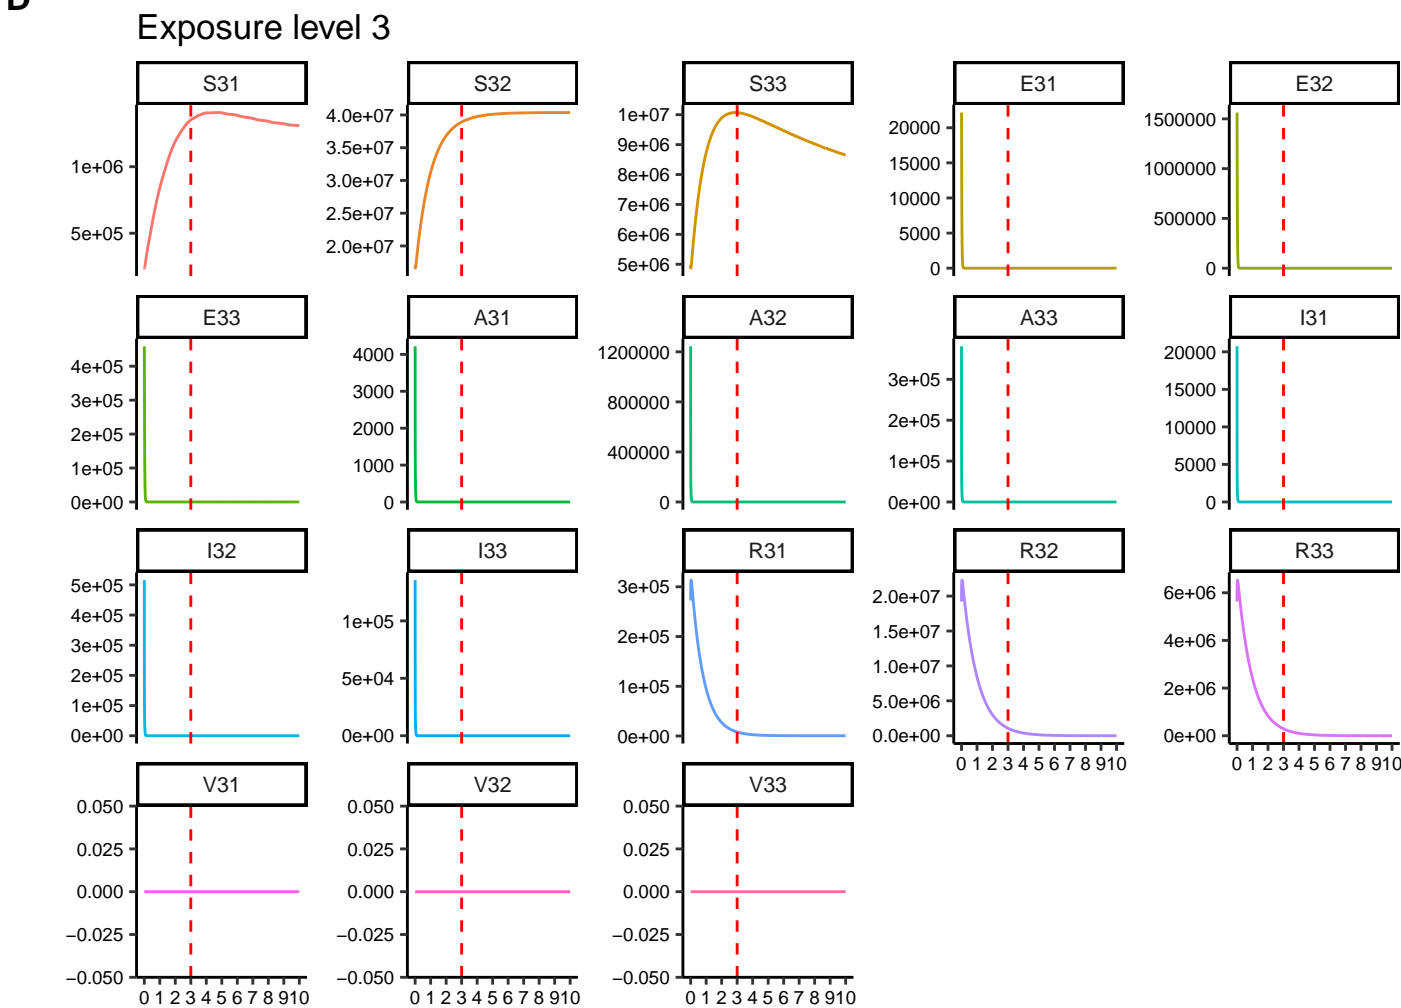 D
Exposure level 3
S31 S32 S33 E31 E32
1e+06
5e+05
4.0e+07
3.5e+07
3.0e+07
2.5e+07
2.0e+07
1e+07
9e+06
8e+06
7e+06
6e+06
5e+06
20000
15000
10000
5000
0
1500000
1000000
500000
0
E33 A31 A32 A33 I31
4e+05
3e+05
2e+05
1e+05
0e+00
4000
3000
2000
1000
0
1200000
800000
400000
0
3e+05
2e+05
1e+05
0e+00
20000
15000
10000
5000
0
I32 I33 R31 R32 R33
5e+05
4e+05
3e+05
2e+05
1e+05
0e+00
1e+05
5e+04
0e+00
3e+05
2e+05
1e+05
0e+00
2.0e+07
1.5e+07
1.0e+07
5.0e+06
0.0e+00
0 1 2 3 4 5 6 7 8 9 10
6e+06
4e+06
2e+06
0e+00
0 1 2 3 4 5 6 7 8 9 10
V31 V32 V33
0.050
0.025
0.000
−0.025
−0.050
0 1 2 3 4 5 6 7 8 9 10
0.050
0.025
0.000
−0.025
−0.050
0 1 2 3 4 5 6 7 8 9 10
0.050
0.025
0.000
−0.025
−0.050
0 1 2 3 4 5 6 7 8 9 10